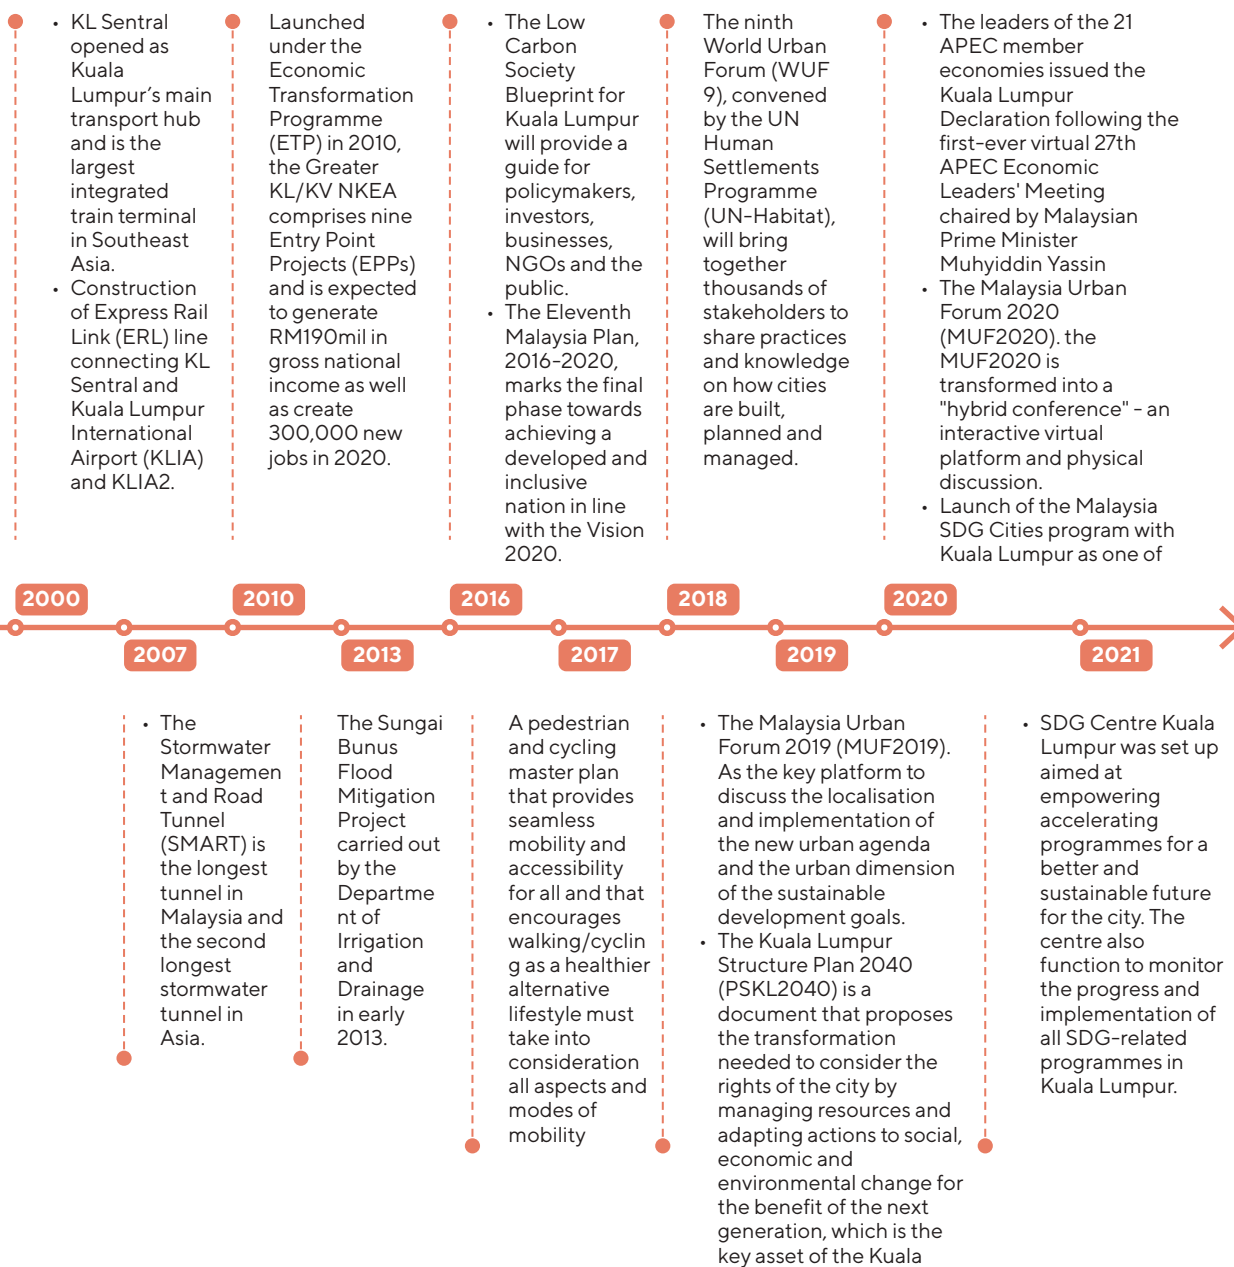 • KL Sentral
opened as
Kuala
Lumpur's main
transport hub
and is the
largest
integrated
train terminal
in Southeast
Asia.
• Construction
of Express Rail
Link (ERL) line
connecting KL
Sentral and
Kuala Lumpur
International
Airport (KLIA)
and KLIA2.
Launched
under the
Economic
Transformation
Programme
(ETP) in 2010,
the Greater
KL/KV NKEA
comprises nine
Entry Point
Projects (EPPs)
and is expected
to generate
RM190mil in
gross national
income as well
as create
300,000 new
jobs in 2020.
• The Low
Carbon
Society
Blueprint for
Kuala Lumpur
will provide a
guide for
policymakers,
investors,
businesses,
NGOs and the
public.
• The Eleventh
Malaysia Plan,
2016-2020,
marks the final
phase towards
achieving a
developed and
inclusive
nation in line
with the Vision
2020.
The ninth
World Urban
Forum (WUF
9), convened
by the UN
Human
Settlements
Programme
(UN-Habitat),
will bring
together
thousands of
stakeholders to
share practices
and knowledge
on how cities
are built,
planned and
managed.
• The leaders of the 21
APEC member
economies issued the
Kuala Lumpur
Declaration following the
first-ever virtual 27th
APEC Economic
Leaders' Meeting
chaired by Malaysian
Prime Minister
Muhyiddin Yassin
• The Malaysia Urban
Forum 2020
(MUF2020). the
MUF2020 is
transformed into a
"hybrid conference" - an
interactive virtual
platform and physical
discussion.
• Launch of the Malaysia
SDG Cities program with
Kuala Lumpur as one of
2000
2010
2016
2018
2020
2007
2013
2017
2019
2021
• The
Stormwater
Managemen
t and Road
Tunnel
(SMART) is
the longest
tunnel in
Malaysia and
the second
longest
stormwater
tunnel in
Asia.
The Sungai
Bunus
Flood
Mitigation
Project
carried out
by the
Departme
nt of
Irrigation
and
Drainage
in early
2013.
A pedestrian
and cycling
master plan
that provides
seamless
mobility and
accessibility
for all and that
encourages
walking/cyclin
g as a healthier
alternative
lifestyle must
take into
consideration
all aspects and
modes of
mobility
• The Malaysia Urban
Forum 2019 (MUF2019).
As the key platform to
discuss the localisation
and implementation of
the new urban agenda
and the urban dimension
of the sustainable
development goals.
• The Kuala Lumpur
Structure Plan 2040
(PSKL2040) is a
document that proposes
the transformation
needed to consider the
rights of the city by
managing resources and
adapting actions to social,
economic and
environmental change for
the benefit of the next
generation, which is the
key asset of the Kuala
• SDG Centre Kuala
Lumpur was set up
aimed at
empowering
accelerating
programmes for a
better and
sustainable future
for the city. The
centre also
function to monitor
the progress and
implementation of
all SDG-related
programmes in
Kuala Lumpur.